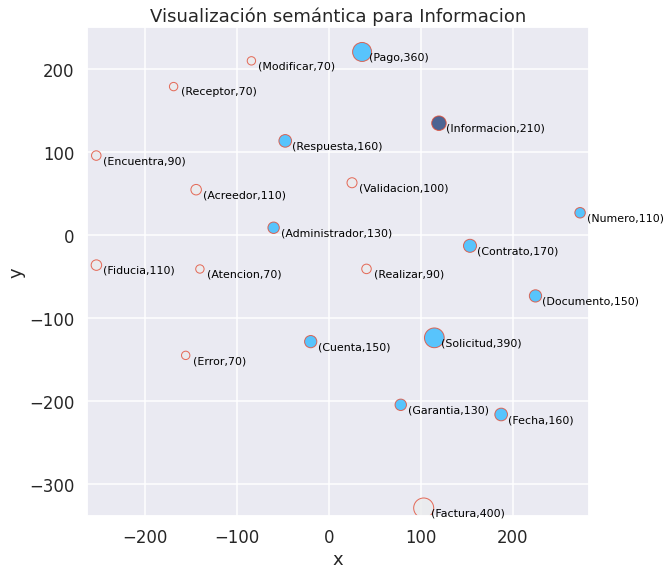 Visualización semántica para Informacion
200
100
0
−100
−200
−300
y
(Pago,360)
(Modificar,70)
(Receptor,70)
(Informacion,210)
(Respuesta,160)
(Encuentra,90)
(Validacion,100)
(Acreedor,110)
(Numero,110)
(Administrador,130)
(Contrato,170)
(Fiducia,110)
(Atencion,70)
(Realizar,90)
(Documento,150)
(Solicitud,390)
(Cuenta,150)
(Error,70)
(Garantia,130)
(Fecha,160)
(Factura,400)
−200
−100
0
100
200
x